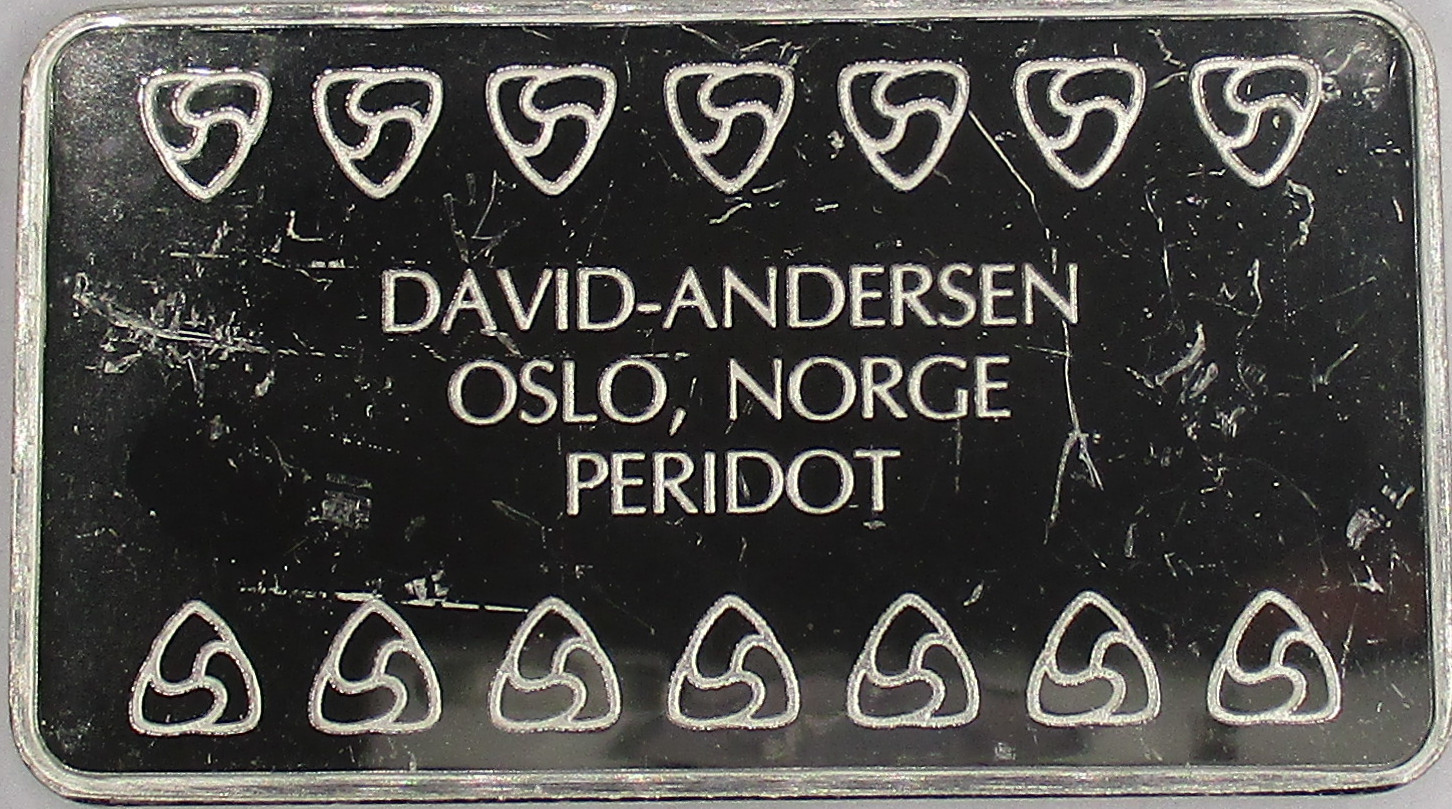 DAVID-ANDERSEN
OSLO, NORGE
PERIDOT